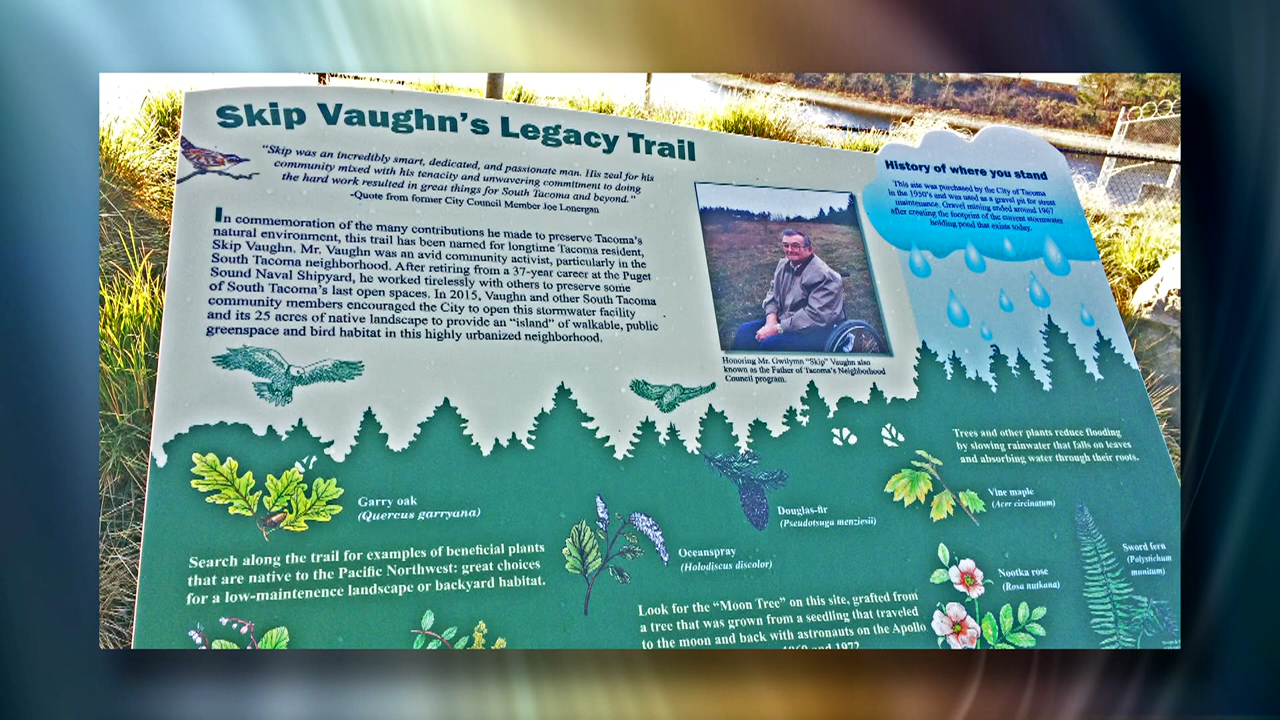 Skip Vaughn's Legacy Trail
"Skip was an incredibly smart, dedicated, and passionate man. His zeal for his
community mixed with his tenacity and unwavering commitment to doing
the hard work resulted in great things for South Tacoma and beyond."
-Quote from former City Council Member Joe Lonergan
In commemoration of the many contributions he made to preserve Tacoma's
natural environment, this trail has been named for longtime Tacoma resident,
Skip Vaughn. Mr. Vaughn was an avid community activist, particularly in the
South Tacoma neighborhood. After retiring from a 37-year career at the Puget
Sound Naval Shipyard, he worked tirelessly with others to preserve some
of South Tacoma's last open spaces. In 2015, Vaughn and other South Tacoma
community members encouraged the City to open this stormwater facility
and its 25 acres of native landscape to provide an "island" of walkable, public
greenspace and bird habitat in this highly urbanized neighborhood.
Honoring Mr. Gwilymn "Skip" Vaughn also
known as the Father of Tacoma's Neighborhood
Council program.
History of where you stand
This site was purchased by the City of Tacoma
in the 1950's and was used as a gravel pit for street
maintenance. Gravel mining ended around 1967
after creating the footprint of the current stormwater
holding pond that exists today.
Trees and other plants reduce flooding
by slowing rainwater that falls on leaves
and absorbing water through their roots.
Garry oak
(Quercus garryana)
Douglas-fir
(Pseudotsuga menziesii)
Vine maple
(Acer circinatum)
Search along the trail for examples of beneficial plants
that are native to the Pacific Northwest: great choices
for a low-maintenence landscape or backyard habitat.
Oceanspray
(Holodiscus discolor)
Nootka rose
(Rosa nutkana)
Sword fern
(Polystichum
munitum)
Look for the "Moon Tree" on this site, grafted from
a tree that was grown from a seedling that traveled
to the moon and back with astronauts on the Apollo
and